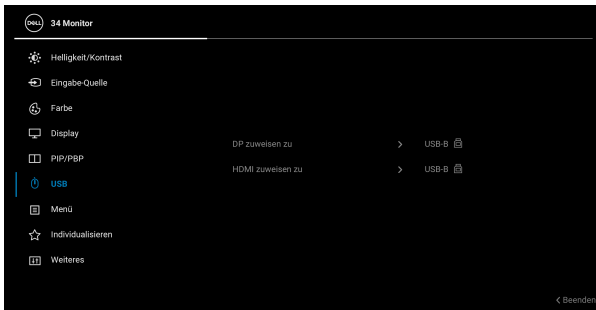 DELL 34 Monitor
Helligkeit/Kontrast
Eingabe-Quelle
Farbe
Display
DP zuweisen zu > USB-B
PIP/PBP
HDMI zuweisen zu > USB-B
USB
Menü
Individualisieren
Weiteres
< Beenden